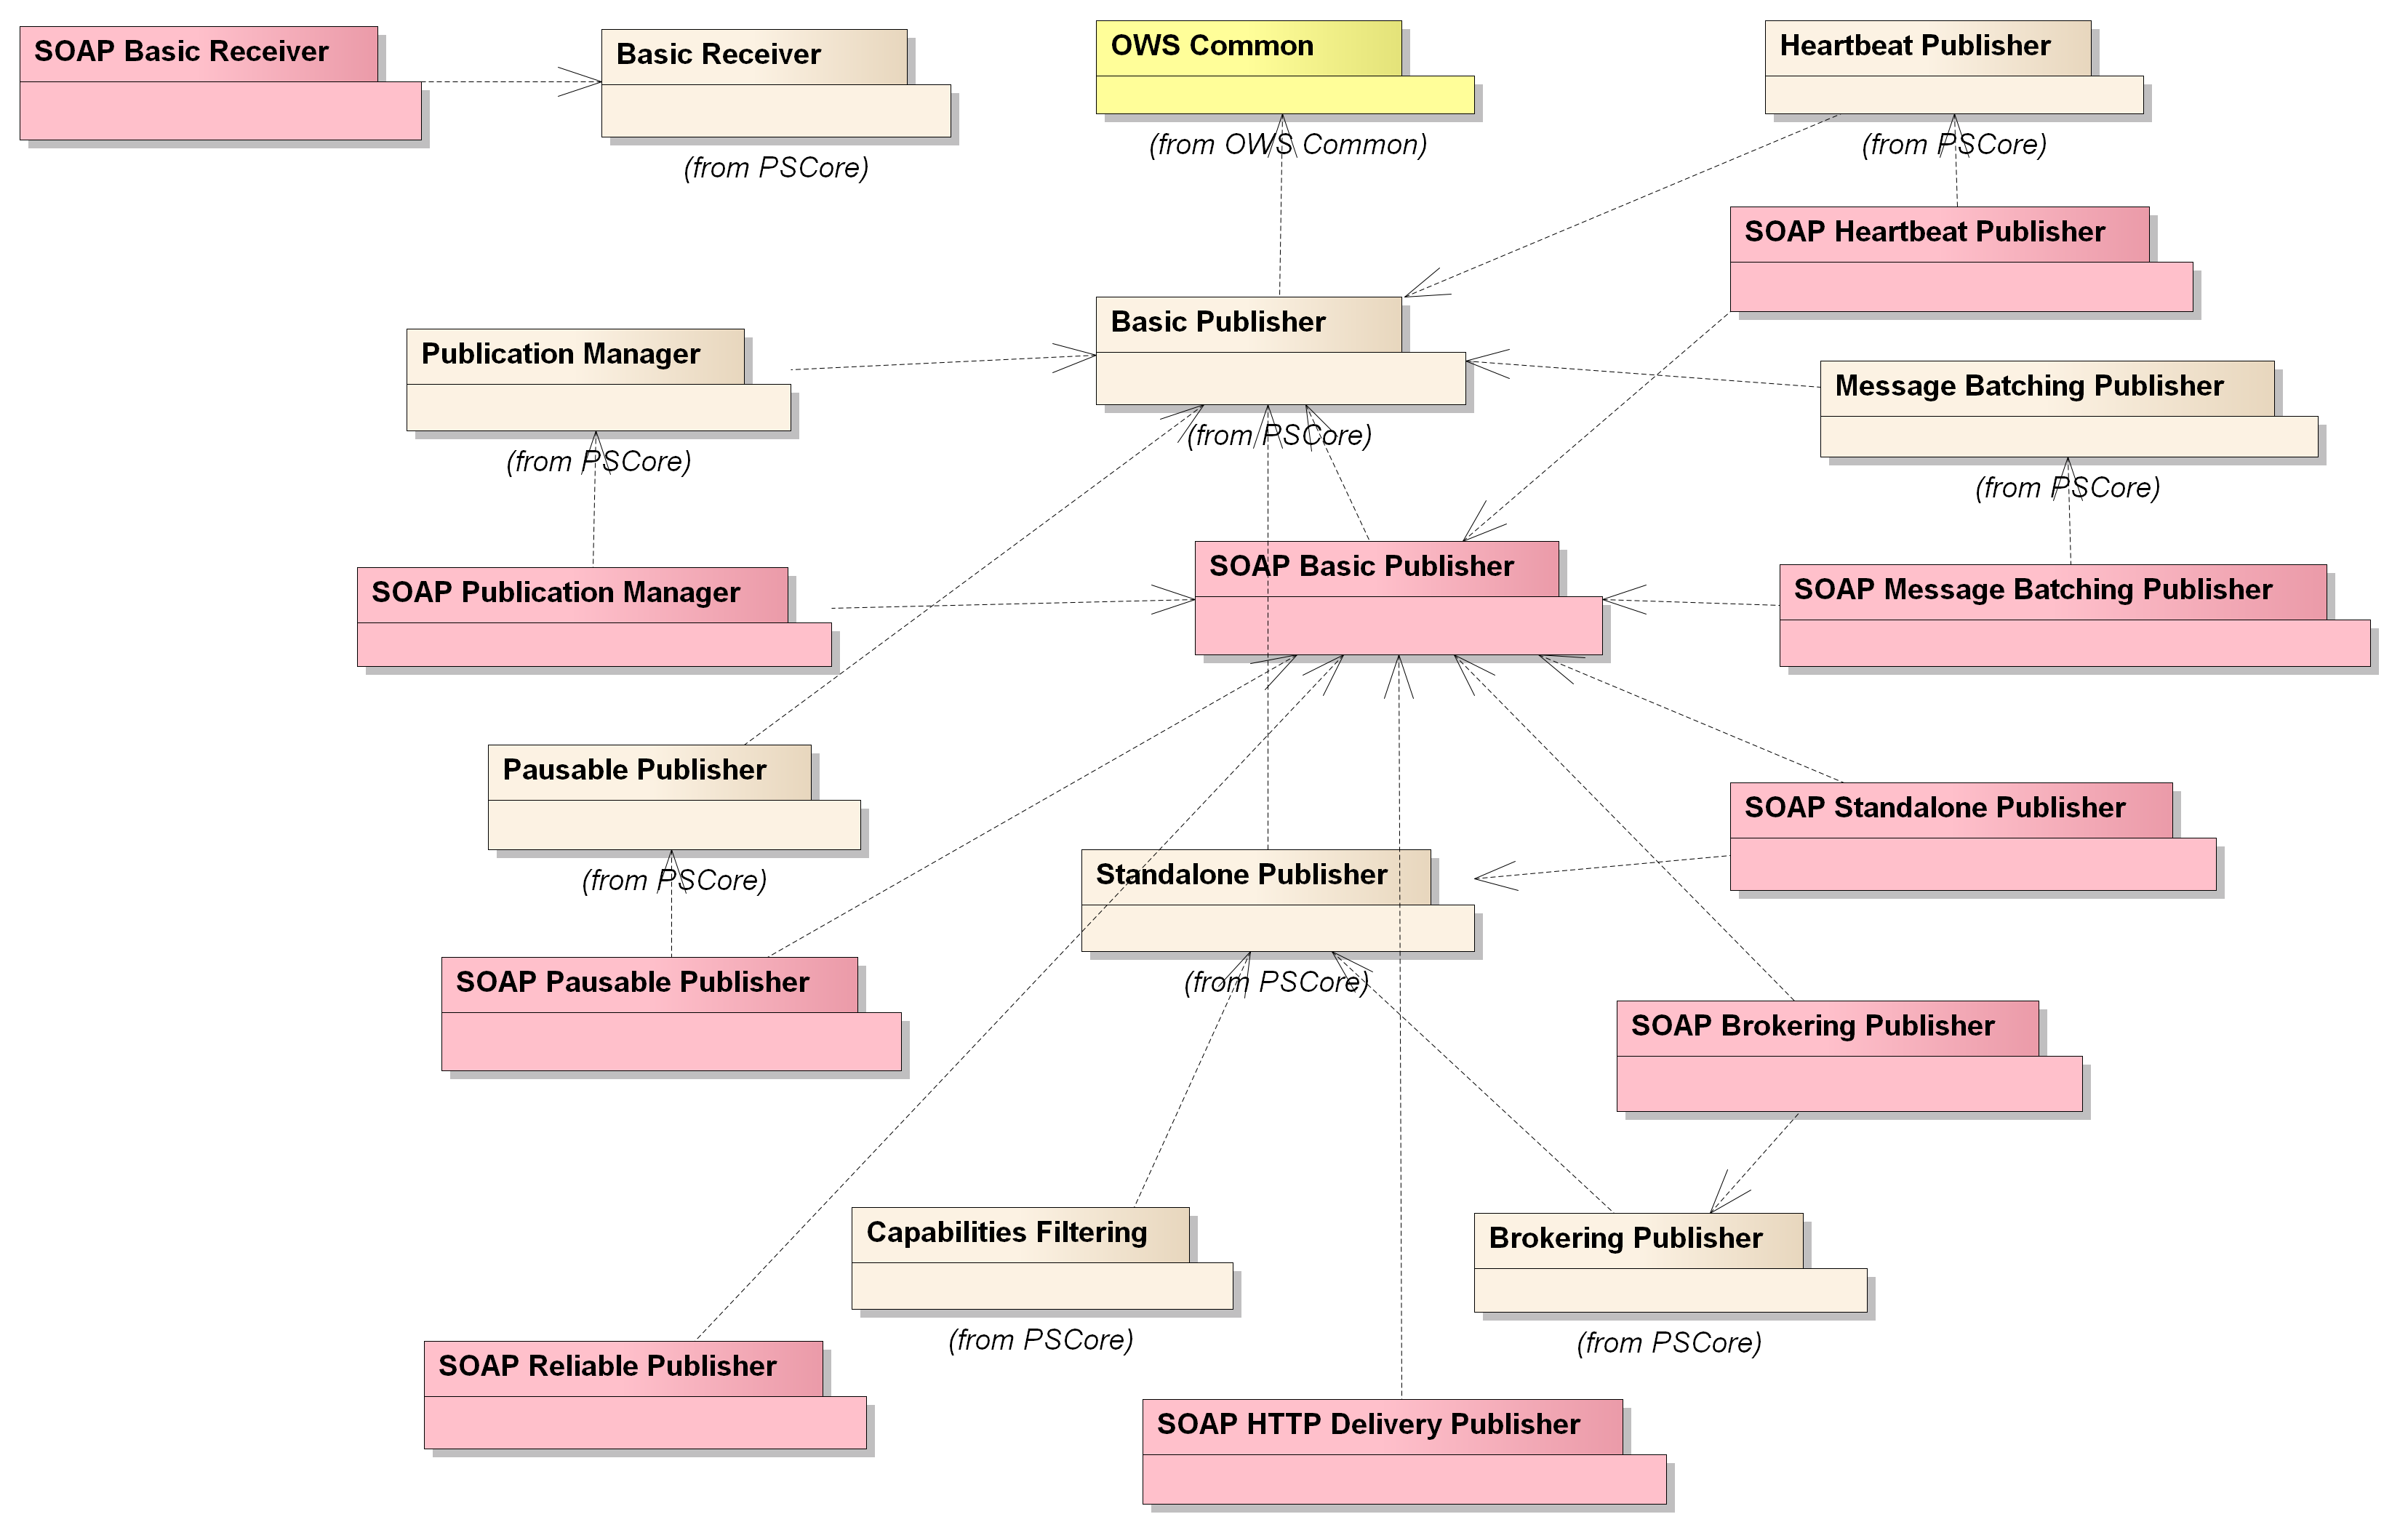 SOAP Basic Receiver
Basic Receiver
(from PSCore)
OWS Common
(from OWS Common)
Heartbeat Publisher
(from PSCore)
SOAP Heartbeat Publisher
Basic Publisher
(from PSCore)
Publication Manager
(from PSCore)
Message Batching Publisher
(from PSCore)
SOAP Publication Manager
SOAP Basic Publisher
SOAP Message Batching Publisher
Pausable Publisher
(from PSCore)
SOAP Standalone Publisher
Standalone Publisher
(from PSCore)
SOAP Pausable Publisher
SOAP Brokering Publisher
Capabilities Filtering
(from PSCore)
Brokering Publisher
(from PSCore)
SOAP Reliable Publisher
SOAP HTTP Delivery Publisher